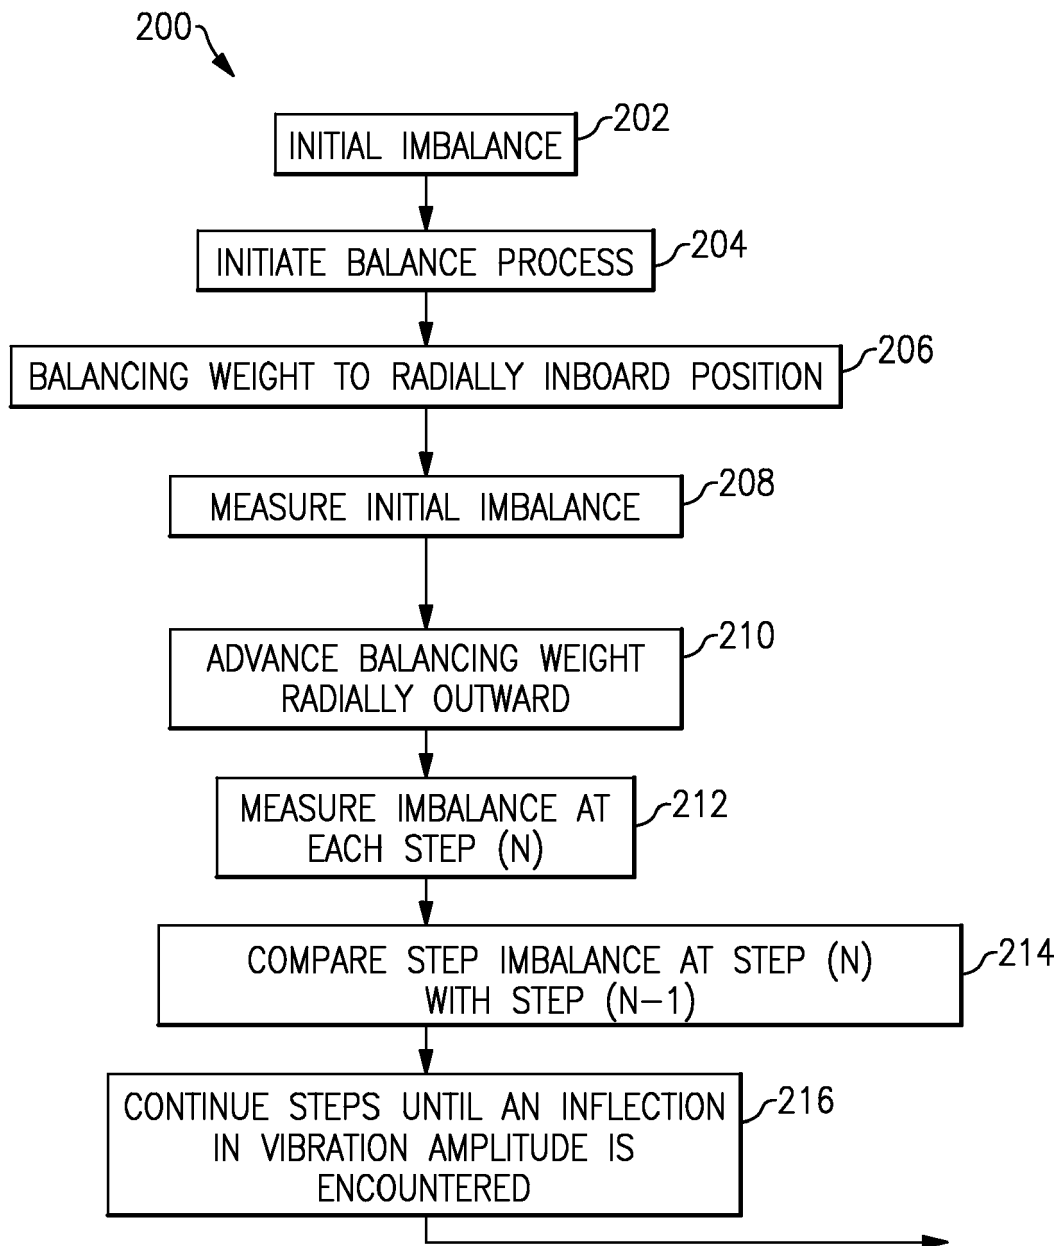 200
INITIAL IMBALANCE
202
INITIATE BALANCE PROCESS
204
BALANCING WEIGHT TO RADIALLY INBOARD POSITION
206
MEASURE INITIAL IMBALANCE
208
ADVANCE BALANCING WEIGHT
RADIALLY OUTWARD
210
MEASURE IMBALANCE AT
EACH STEP (N)
212
COMPARE STEP IMBALANCE AT STEP (N)
WITH STEP (N-1)
214
CONTINUE STEPS UNTIL AN INFLECTION
IN VIBRATION AMPLITUDE IS
ENCOUNTERED
216